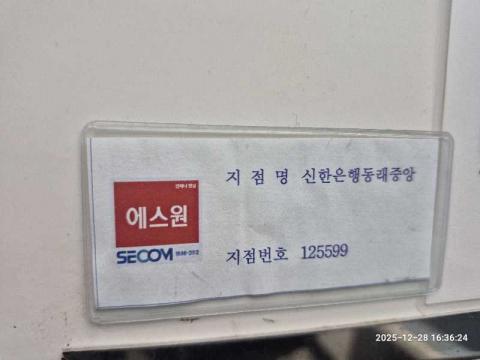 지 점 명 신한은행동래중앙
에스원
SECOM
지점번호 125599
2025-12-28 16:36:24